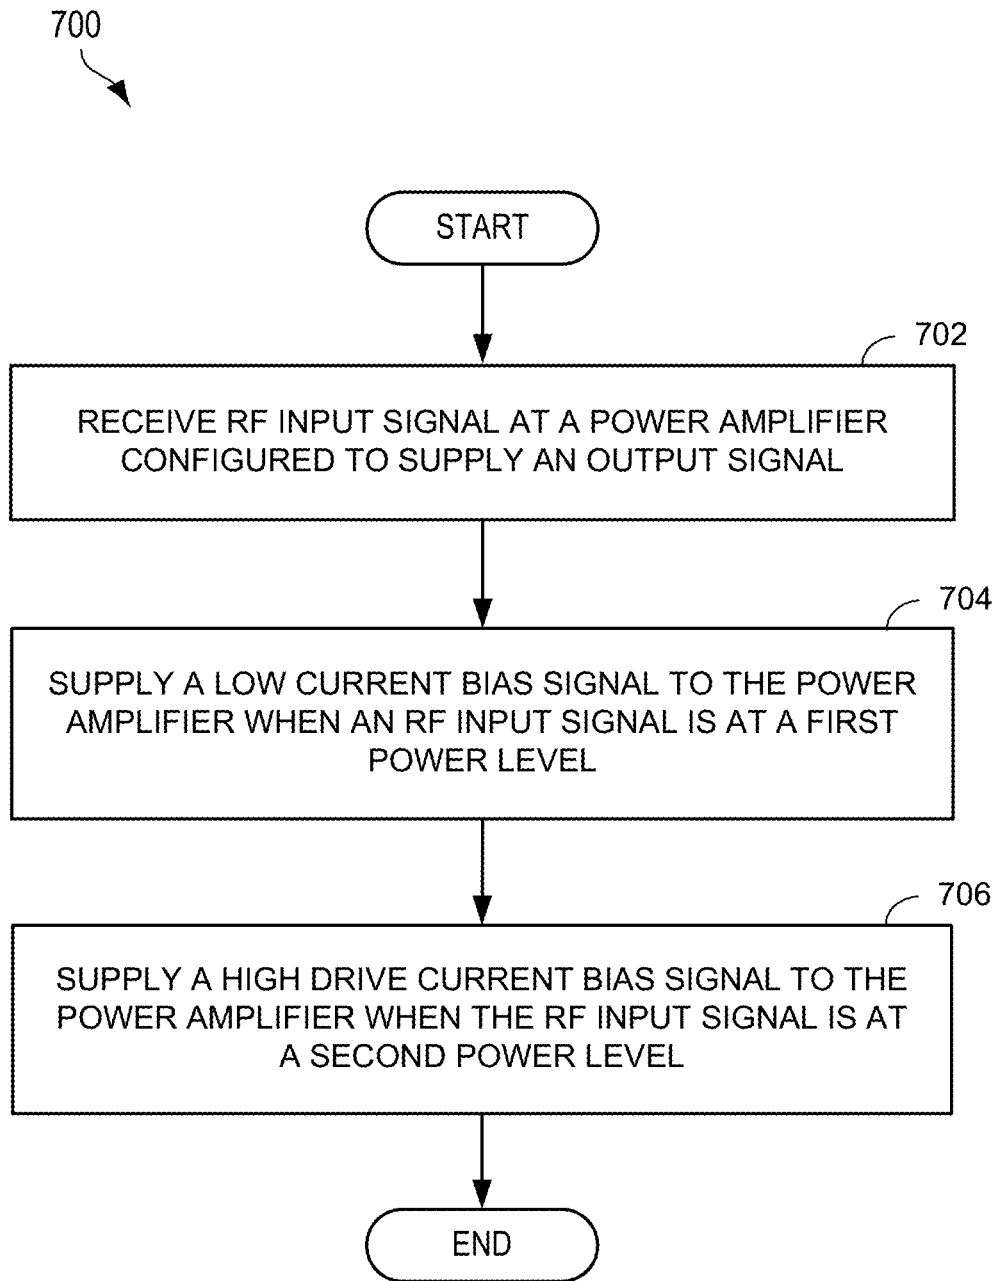 700
START
702
RECEIVE RF INPUT SIGNAL AT A POWER AMPLIFIER
CONFIGURED TO SUPPLY AN OUTPUT SIGNAL
704
SUPPLY A LOW CURRENT BIAS SIGNAL TO THE POWER
AMPLIFIER WHEN AN RF INPUT SIGNAL IS AT A FIRST
POWER LEVEL
706
SUPPLY A HIGH DRIVE CURRENT BIAS SIGNAL TO THE
POWER AMPLIFIER WHEN THE RF INPUT SIGNAL IS AT
A SECOND POWER LEVEL
END